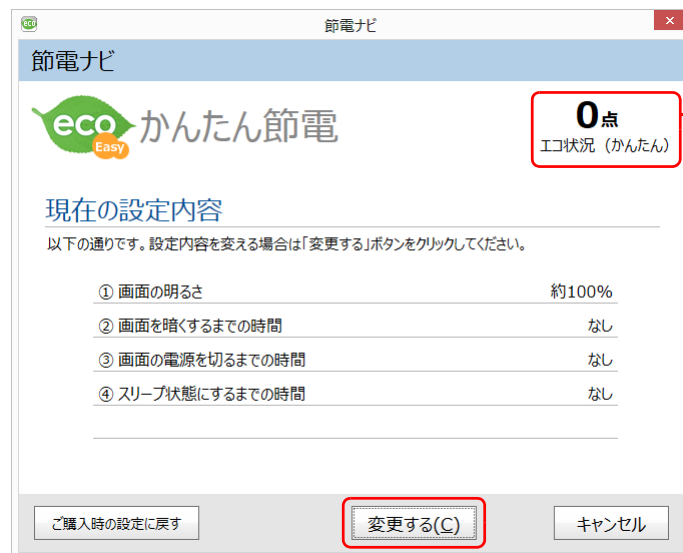 eco
節電ナビ
×
節電ナビ
eco Easy かんたん節電
0点
エコ状況（かんたん）
現在の設定内容
以下の通りです。設定内容を変える場合は「変更する」ボタンをクリックしてください。
① 画面の明るさ 約100%
② 画面を暗くするまでの時間 なし
③ 画面の電源を切るまでの時間 なし
④ スリープ状態にするまでの時間 なし
ご購入時の設定に戻す 変更する(C) キャンセル